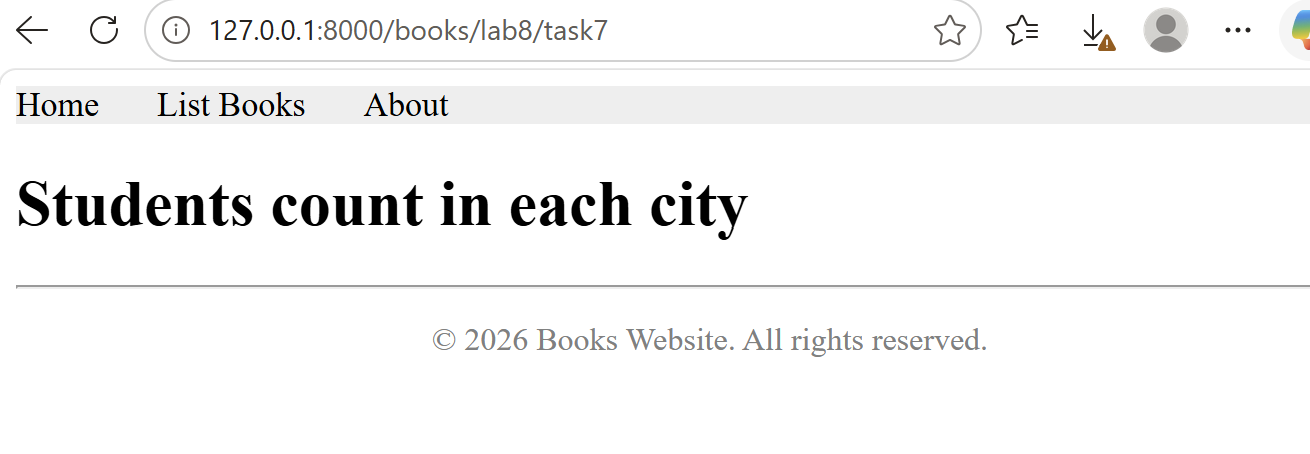 127.0.0.1:8000/books/lab8/task7
Home List Books About
Students count in each city
© 2026 Books Website. All rights reserved.